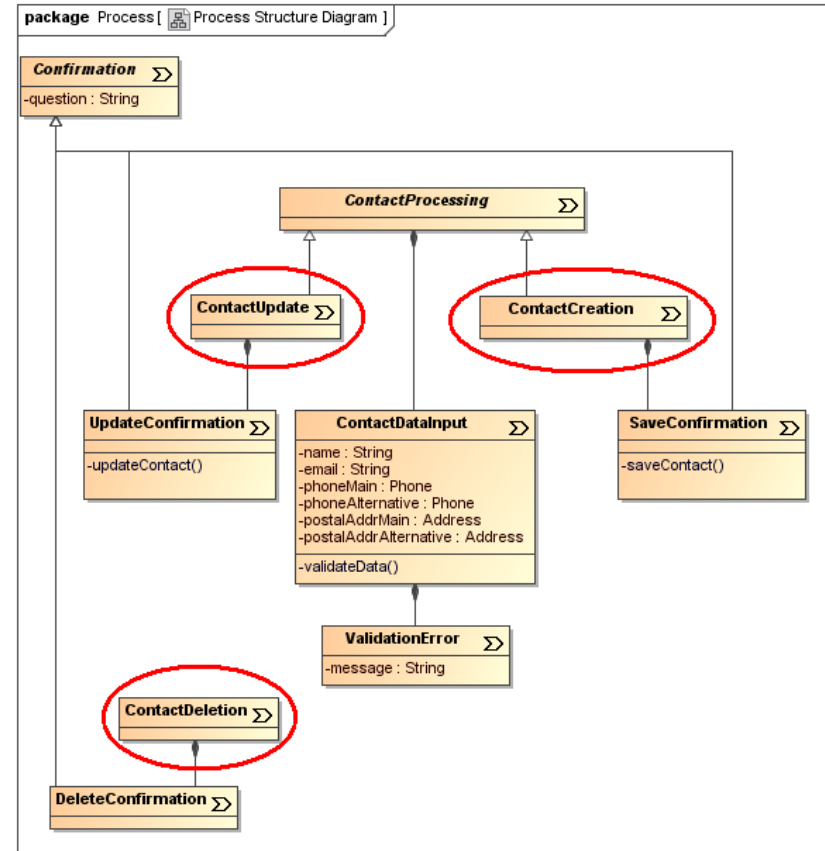 package Process[ Process Structure Diagram ]
Confirmation
-question : String
ContactProcessing
ContactUpdate
ContactCreation
UpdateConfirmation
-updateContact()
ContactDataInput
-name : String
-email : String
-phoneMain : Phone
-phoneAlternative : Phone
-postalAddrMain : Address
-postalAddrAlternative : Address
-validateData()
SaveConfirmation
-saveContact()
ValidationError
-message : String
ContactDeletion
DeleteConfirmation